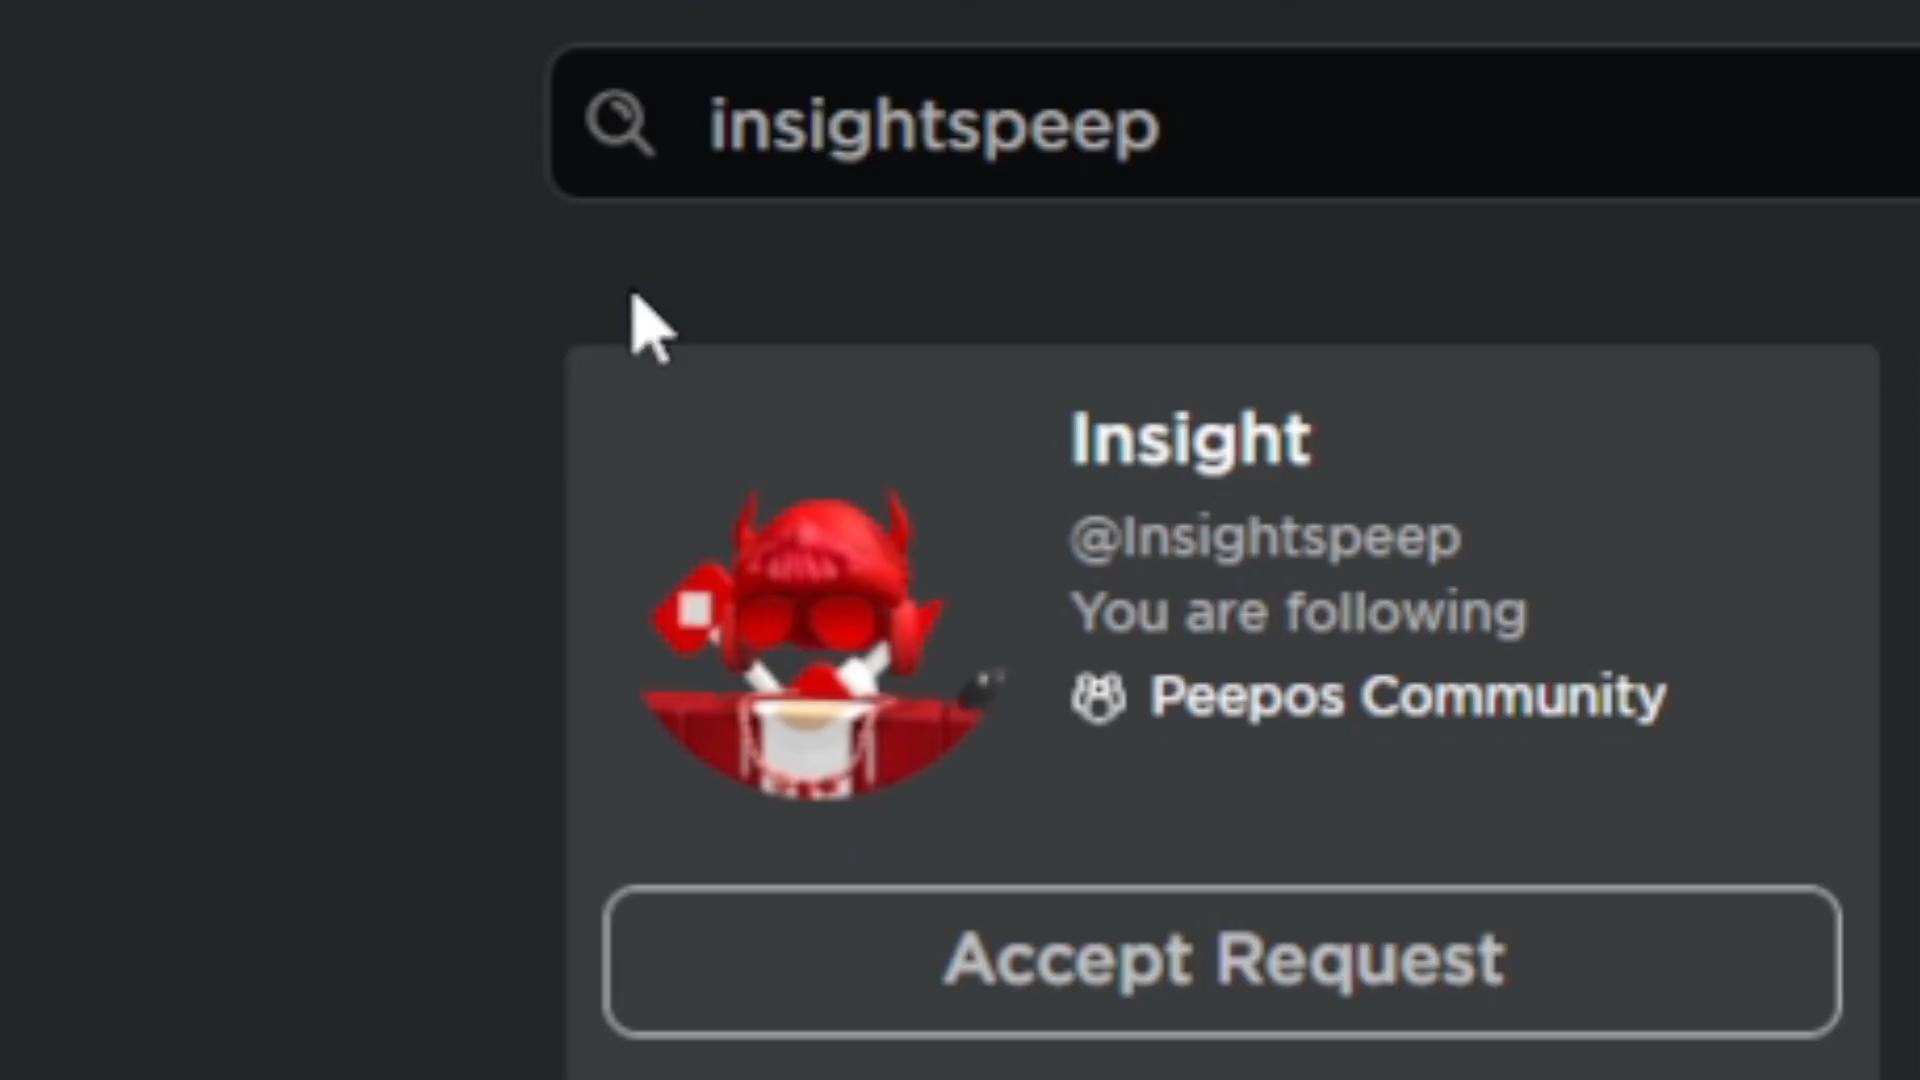 insightspeep
Insight
@Insightspeep
You are following
Peepos Community
Accept Request